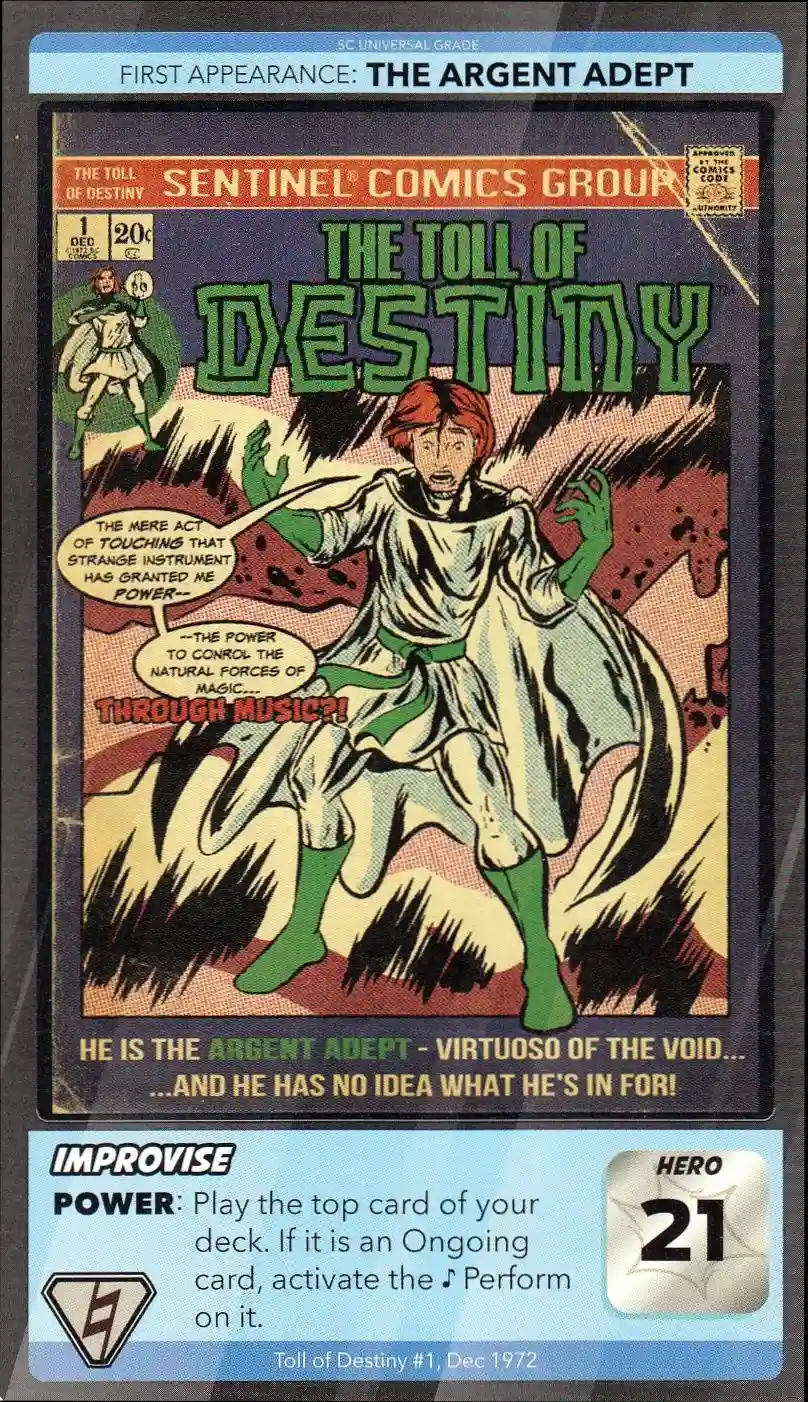 SC UNIVERSAL GRADE
FIRST APPEARANCE: THE ARGENT ADEPT
THE TOLL
OF DESTINY
SENTINEL® COMICS GROUP
APPROVED
BY THE
COMICS
CODE
AUTHORITY
1
DEC
20¢
THE TOLL OF
DESTINY™
THE MERE ACT
OF TOUCHING THAT
STRANGE INSTRUMENT
HAS GRANTED ME
POWER--
--THE POWER
TO CONROL THE
NATURAL FORCES OF
MAGIC...
THROUGH MUSIC?!
HE IS THE ARGENT ADEPT - VIRTUOSO OF THE VOID...
...AND HE HAS NO IDEA WHAT HE'S IN FOR!
IMPROVISE
POWER: Play the top card of your
deck. If it is an Ongoing
card, activate the ♪ Perform
on it.
HERO
21
Toll of Destiny #1, Dec 1972